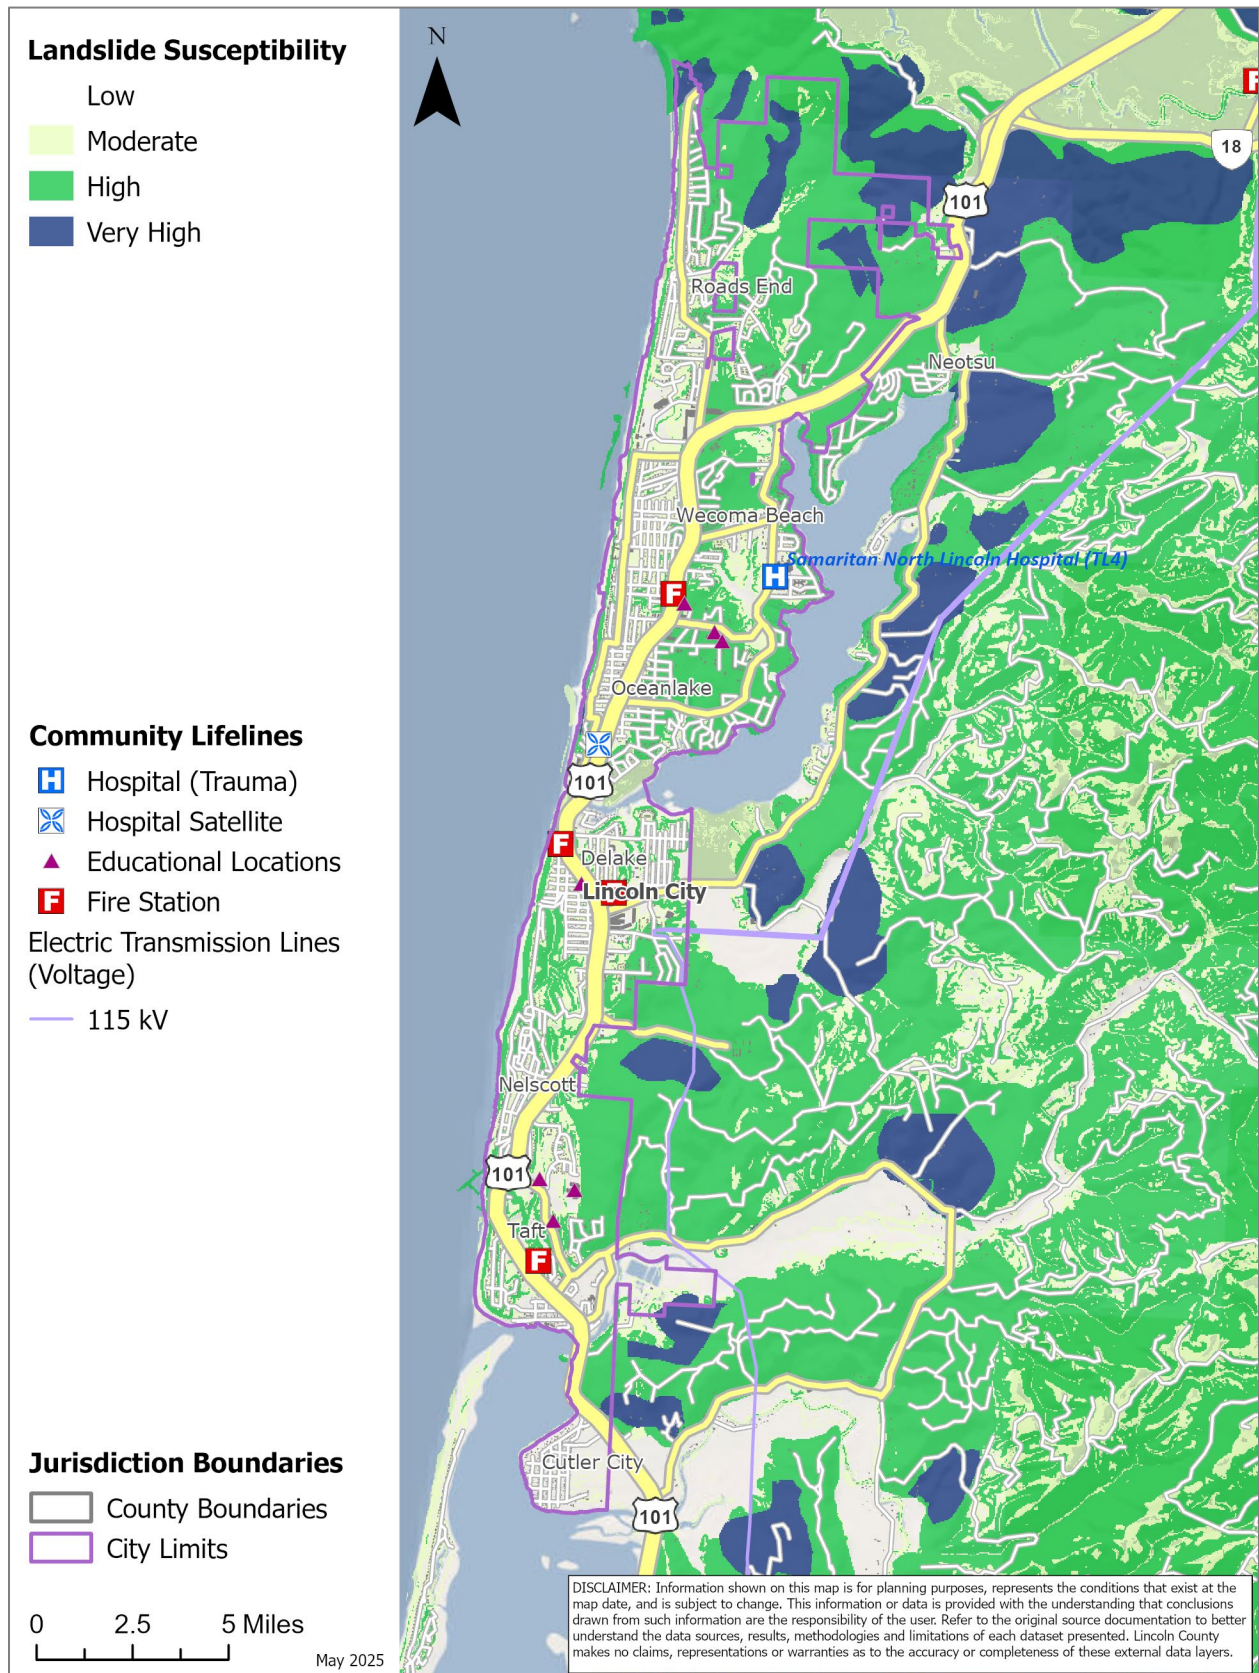 Landslide Susceptibility
Low
Moderate
High
Very High
Community Lifelines
Hospital (Trauma)
Hospital Satellite
Educational Locations
Fire Station
Electric Transmission Lines
(Voltage)
115 kV
Jurisdiction Boundaries
County Boundaries
City Limits
0 2.5 5 Miles
May 2025
N
F
18
101
Roads End
Neotsu
Wecoma Beach
Samaritan North Lincoln Hospital (TL4)
H
F
Oceanlake
101
F
Delake
F
Lincoln City
Nelscott
101
Taft
F
Cutler City
101
H
F
DISCLAIMER: Information shown on this map is for planning purposes, represents the conditions that exist at the
map date, and is subject to change. This information or data is provided with the understanding that conclusions
drawn from such information are the responsibility of the user. Refer to the original source documentation to better
understand the data sources, results, methodologies and limitations of each dataset presented. Lincoln County
makes no claims, representations or warranties as to the accuracy or completeness of these external data layers.